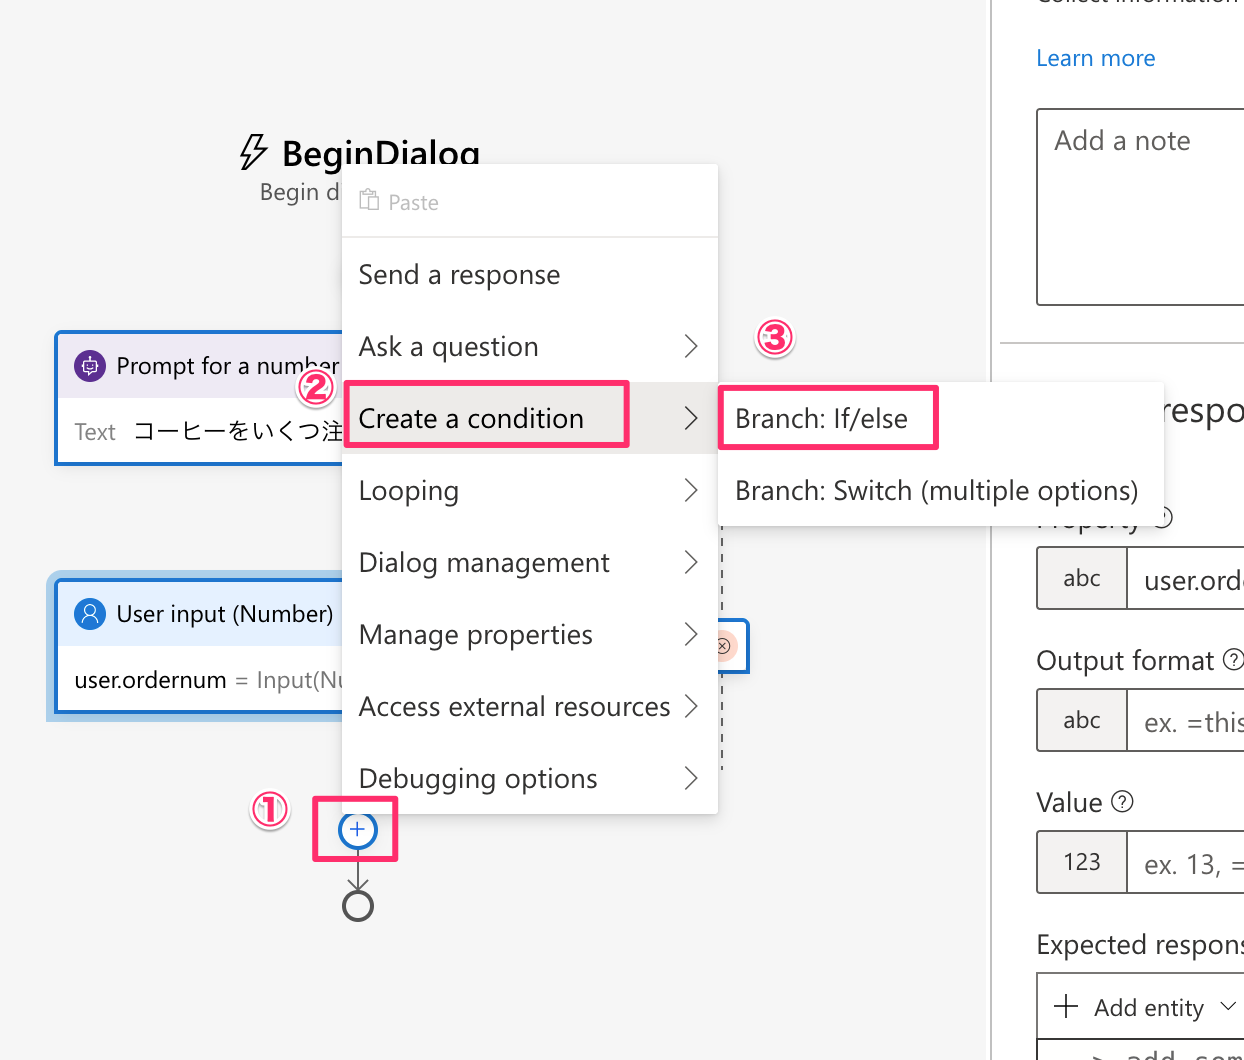 BeginDialog
Begin d
Paste
Send a response
Ask a question
Create a condition
Looping
Dialog management
Manage properties
Access external resources
Debugging options
Branch: If/else
Branch: Switch (multiple options)
①
②
③
Prompt for a number
Text コーヒーをいくつ注
User input (Number)
user.ordernum = Input(Nu
Learn more
Add a note
respo
Property
abc
user.ord
Output format
abc
ex. =this
Value
123
ex. 13, =
Expected respons
Add entity
> add som